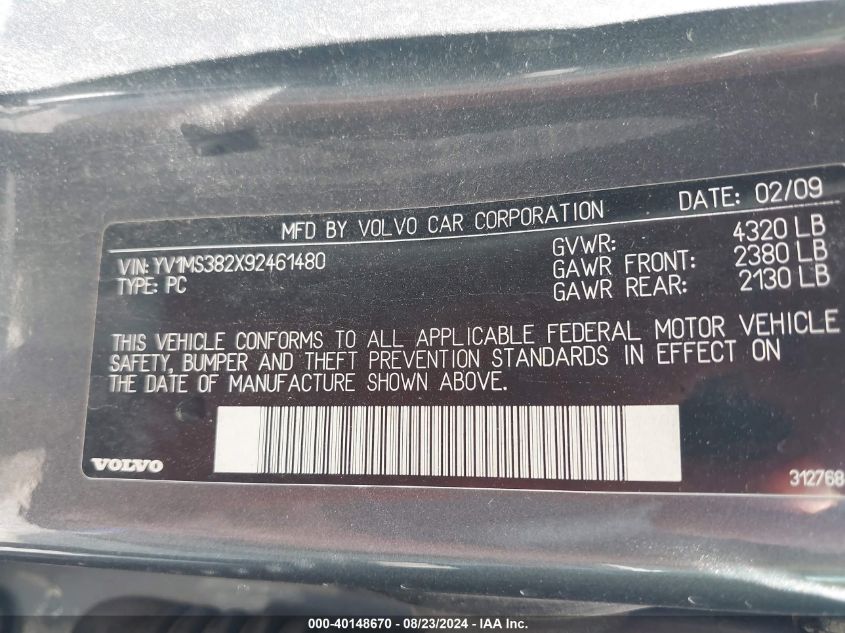 MFD BY VOLVO CAR CORPORATION DATE: 02/09
VIN: YV1MS382X92461480 GVWR: 4320 LB
TYPE: PC GAWR FRONT: 2380 LB
GAWR REAR: 2130 LB
THIS VEHICLE CONFORMS TO ALL APPLICABLE FEDERAL MOTOR VEHICLE
SAFETY, BUMPER AND THEFT PREVENTION STANDARDS IN EFFECT ON
THE DATE OF MANUFACTURE SHOWN ABOVE.
VOLVO
312768
000-40148670 - 08/23/2024 - IAA Inc.